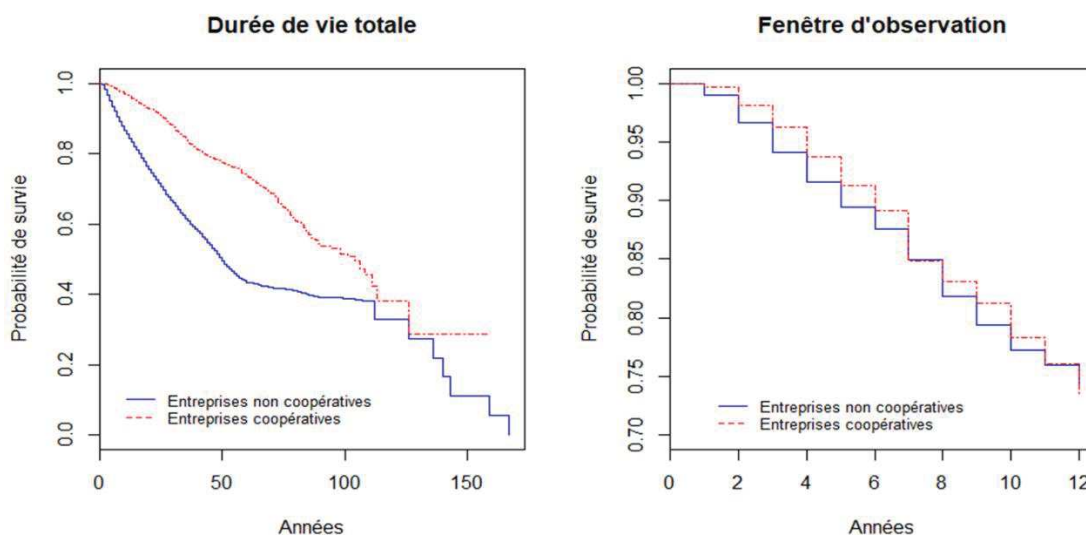 Durée de vie totale
Probabilité de survie
1.0
0.8
0.6
0.4
0.2
0.0
Entreprises non coopératives
Entreprises coopératives
0
50
100
150
Années
Fenêtre d'observation
Probabilité de survie
1.00
0.95
0.90
0.85
0.80
0.75
0.70
Entreprises non coopératives
Entreprises coopératives
0
2
4
6
8
10
12
Années